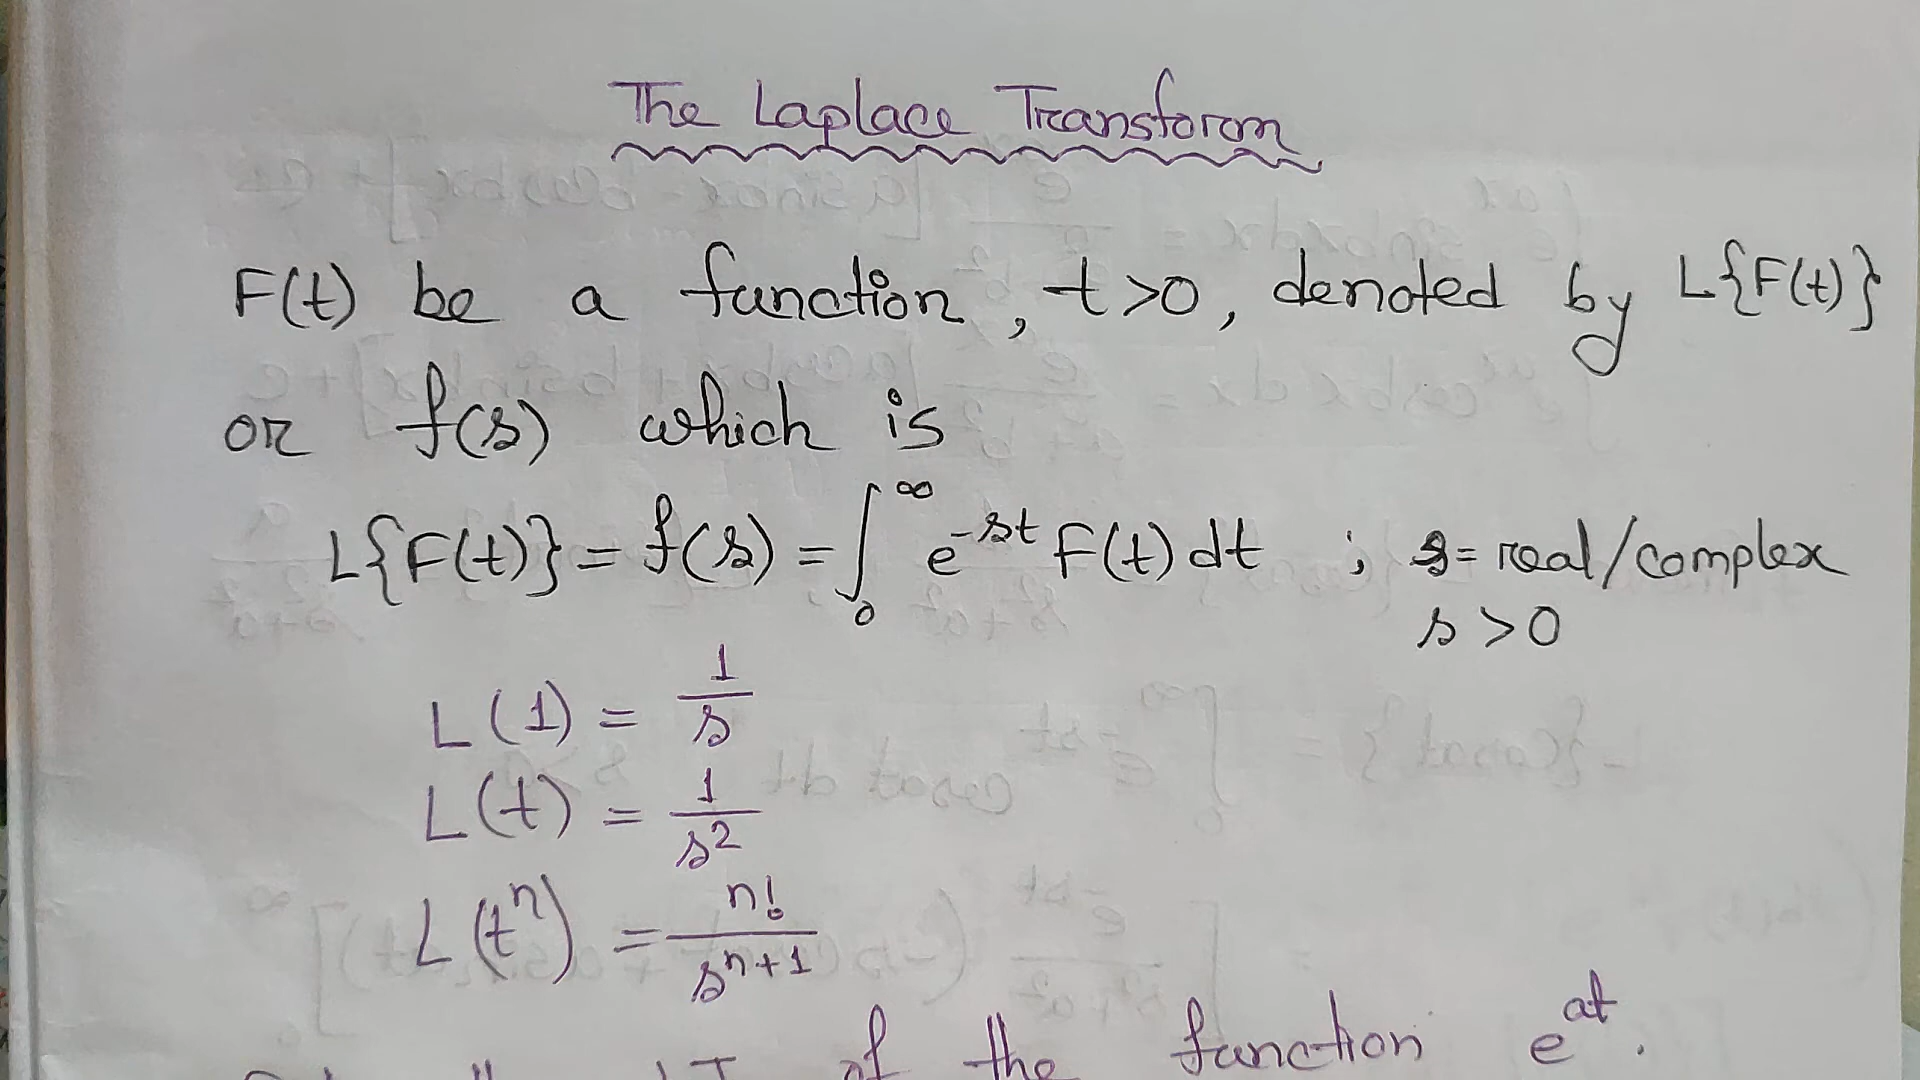 The Laplace Transform
F(t) be a function, t>0, denoted by L{F(t)}
or f(s) which is
L{F(t)} = f(s) = ∫₀^∞ e^{-st} F(t) dt ; s = real/complex
s>0
L(1) = 1/s
L(t) = 1/s²
L(tⁿ) = n!/s^{n+1}
of the function e^{at}.